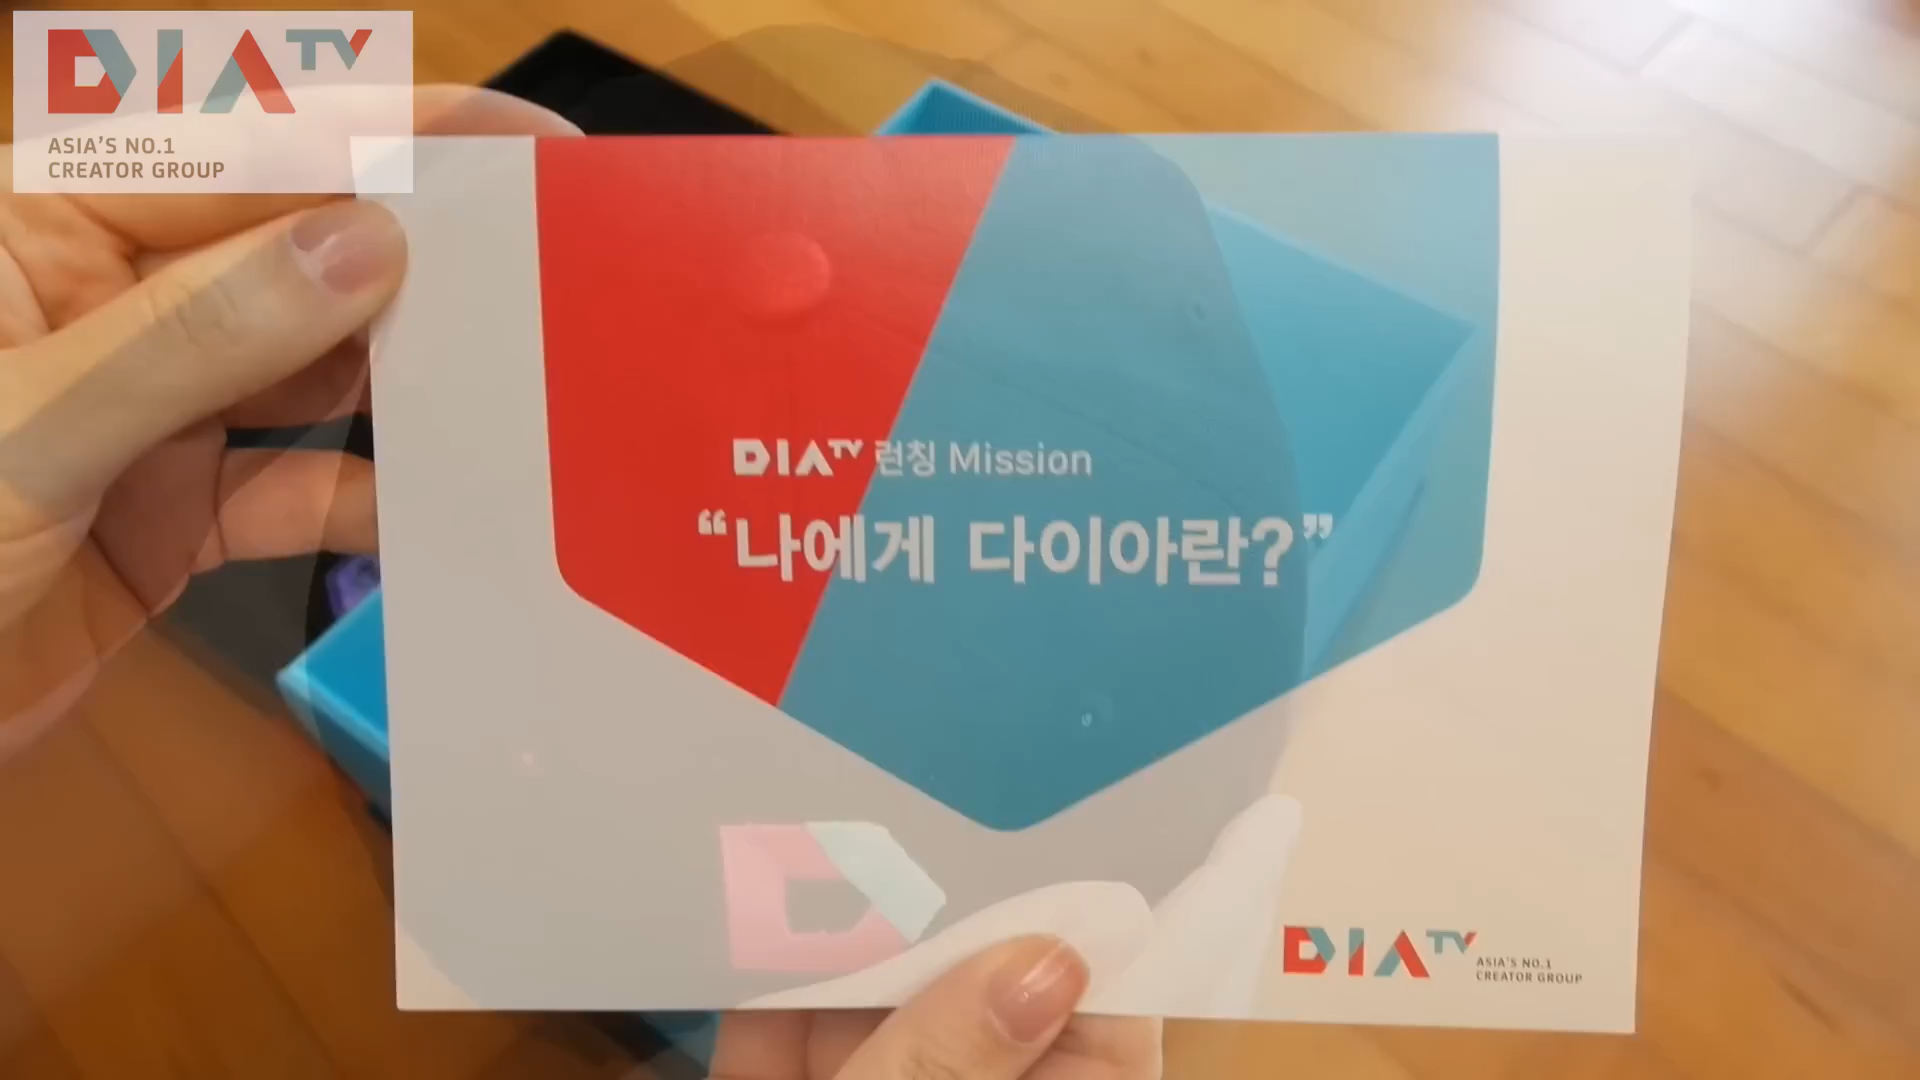 DIA TV
ASIA'S NO.1
CREATOR GROUP
DIA TV 런칭 Mission
“나에게 다이아란?”
DIA TV
ASIA'S NO.1
CREATOR GROUP